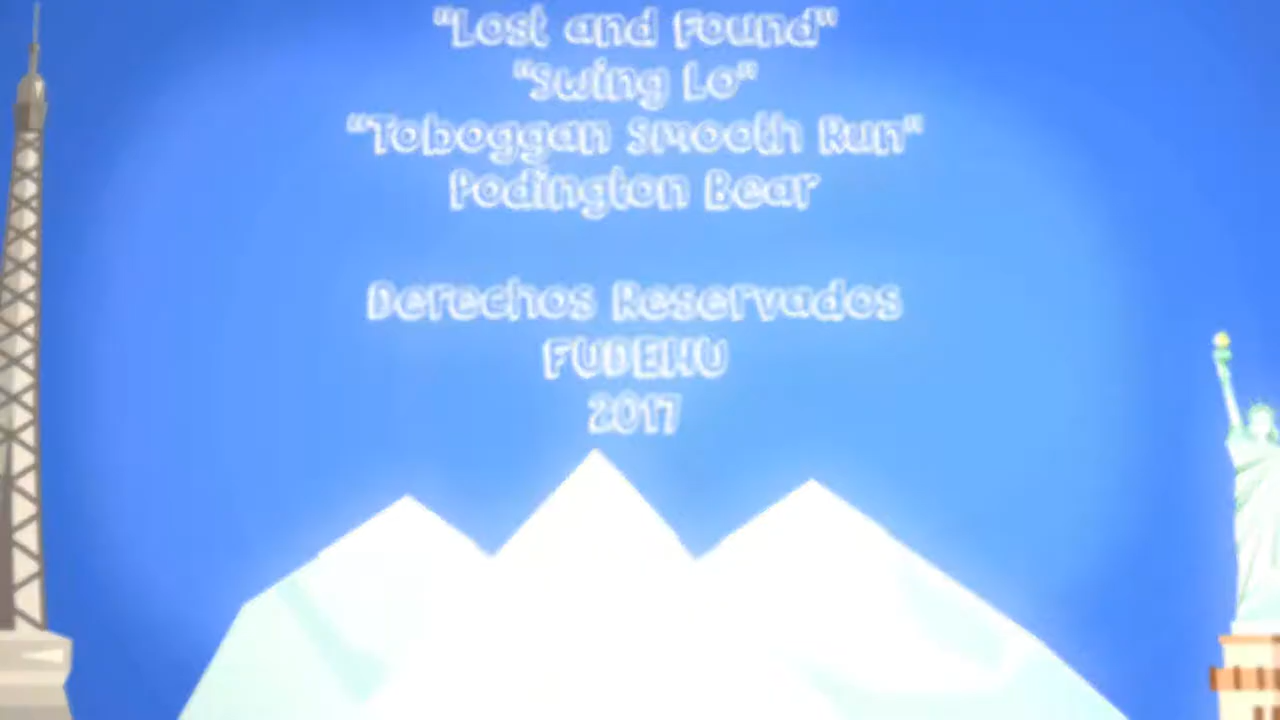 "Lost and Found"
"Swing Lo"
"Toboggan Smooth Run"
Podington Bear
Derechos Reservados
FUDEHU
2017